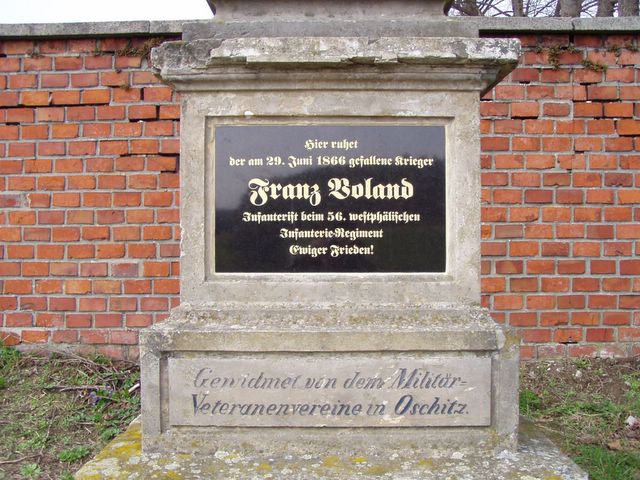 Hier ruhet
der am 29. Juni 1866 gefallene Krieger
Franz Voland
Infanterist beim 56. westphälischen
Infanterie-Regiment
Ewiger Frieden!
Gewidmet von dem Militär-
Veteranenvereine in Oschitz.